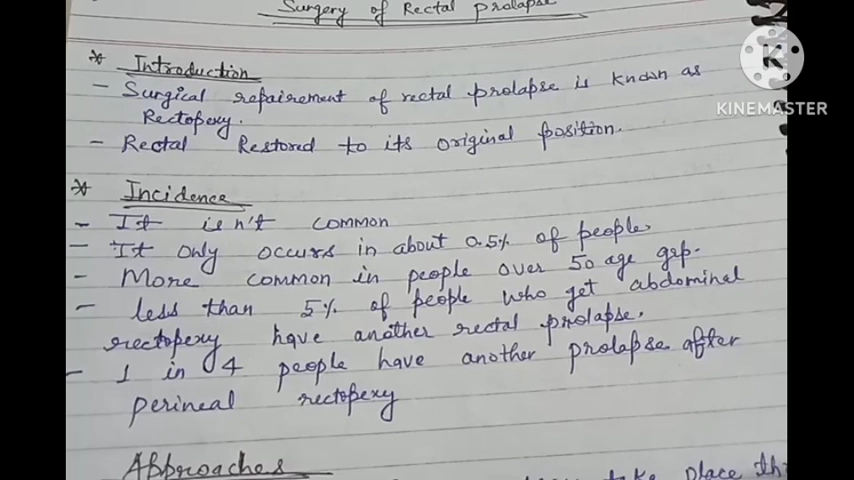 Surgery of Rectal Prolapse
* Introduction
- Surgical repairement of rectal prolapse is known as
Rectopexy.
- Rectal Restored to its original position.
* Incidence
- It isn't common
- It only occurs in about 0.5% of people.
- More common in people over 50 age grp.
- less than 5% of people who get abdominal
rectopexy have another rectal prolapse.
- 1 in 4 people have another prolapse after
perineal rectopexy
Approaches
take place
K
KINEMASTER